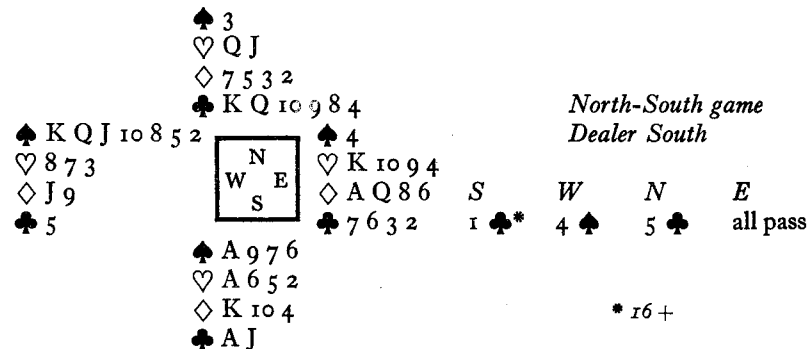 ♠ 3
♡ Q J
◇ 7 5 3 2
♣ K Q 10 9 8 4
North-South game
Dealer South
♠ K Q J 10 8 5 2
♡ 8 7 3
◇ J 9
♣ 5
N
W E
S
♠ 4
♡ K 10 9 4
◇ A Q 8 6
♣ 7 6 3 2
S W N E
1 ♣* 4 ♠ 5 ♣ all pass
♠ A 9 7 6
♡ A 6 5 2
◇ K 10 4
♣ A J
* 16 +